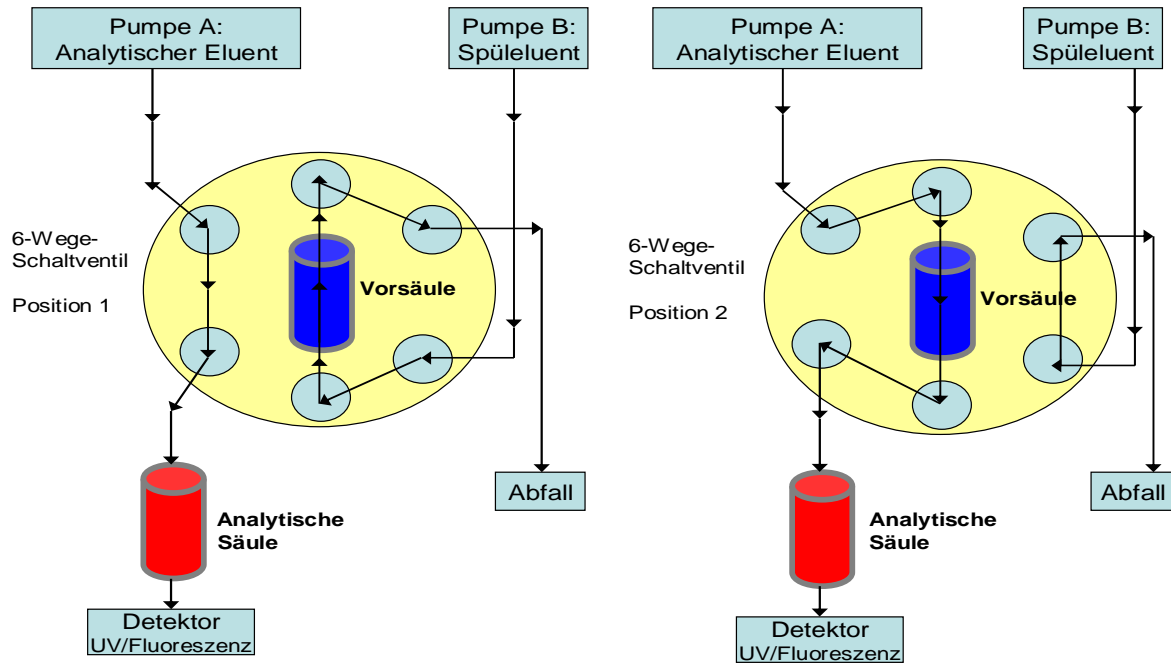 Pumpe A:
Analytischer Eluent
Pumpe B:
Spüleluent
6-Wege-
Schaltventil
Position 1
Vorsäule
Abfall
Analytische
Säule
Detektor
UV/Fluoreszenz
Pumpe A:
Analytischer Eluent
Pumpe B:
Spüleluent
6-Wege-
Schaltventil
Position 2
Vorsäule
Abfall
Analytische
Säule
Detektor
UV/Fluoreszenz